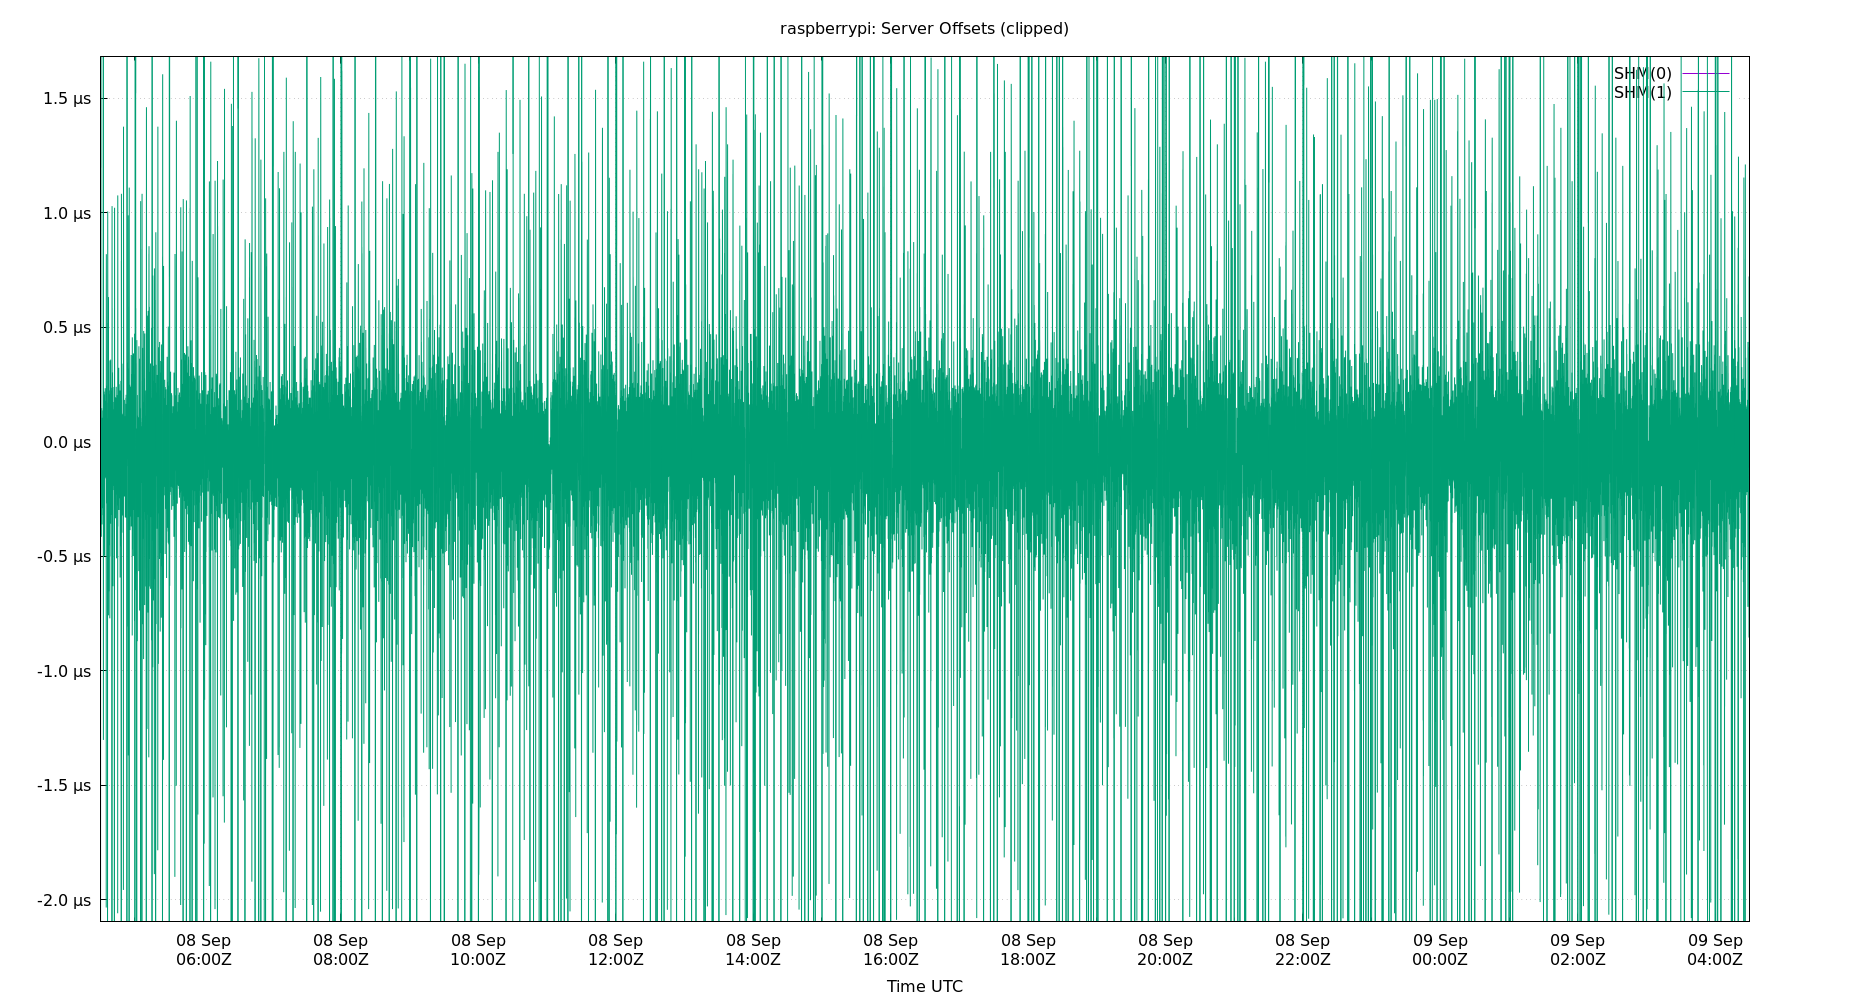 raspberrypi: Server Offsets (clipped)
SHM(0)
SHM(1)
1.5 µs
1.0 µs
0.5 µs
0.0 µs
-0.5 µs
-1.0 µs
-1.5 µs
-2.0 µs
08 Sep 08 Sep 08 Sep 08 Sep 08 Sep 08 Sep 08 Sep 08 Sep 08 Sep 09 Sep 09 Sep 09 Sep
06:00Z 08:00Z 10:00Z 12:00Z 14:00Z 16:00Z 18:00Z 20:00Z 22:00Z 00:00Z 02:00Z 04:00Z
Time UTC